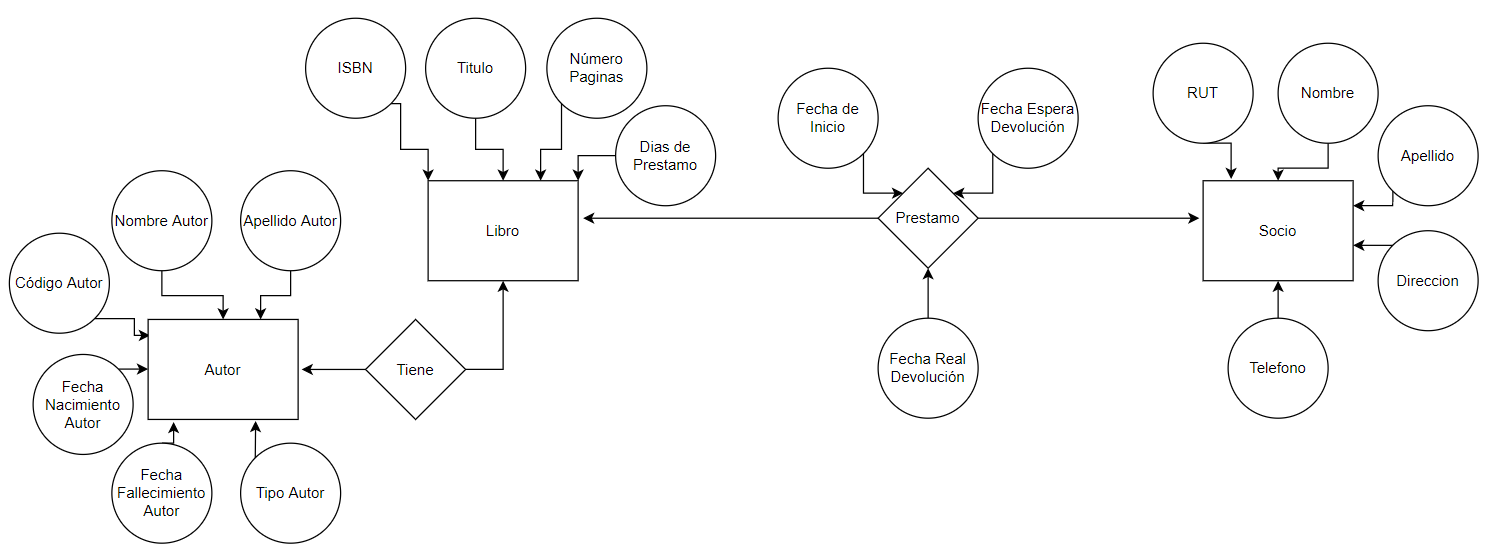 ISBN
Titulo
Número
Paginas
Dias de
Prestamo
Fecha de
Inicio
Fecha Espera
Devolución
RUT
Nombre
Apellido
Direccion
Telefono
Nombre Autor
Apellido Autor
Código Autor
Libro
Prestamo
Socio
Autor
Tiene
Fecha Real
Devolución
Fecha
Nacimiento
Autor
Fecha
Fallecimiento
Autor
Tipo Autor